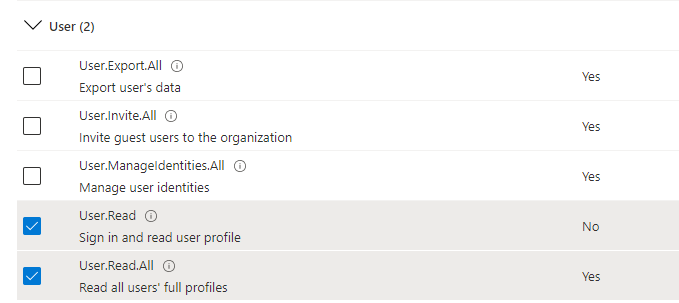 User (2)
User.Export.All
Export user's data
Yes
User.Invite.All
Invite guest users to the organization
Yes
User.ManageIdentities.All
Manage user identities
Yes
User.Read
Sign in and read user profile
No
User.Read.All
Read all users' full profiles
Yes